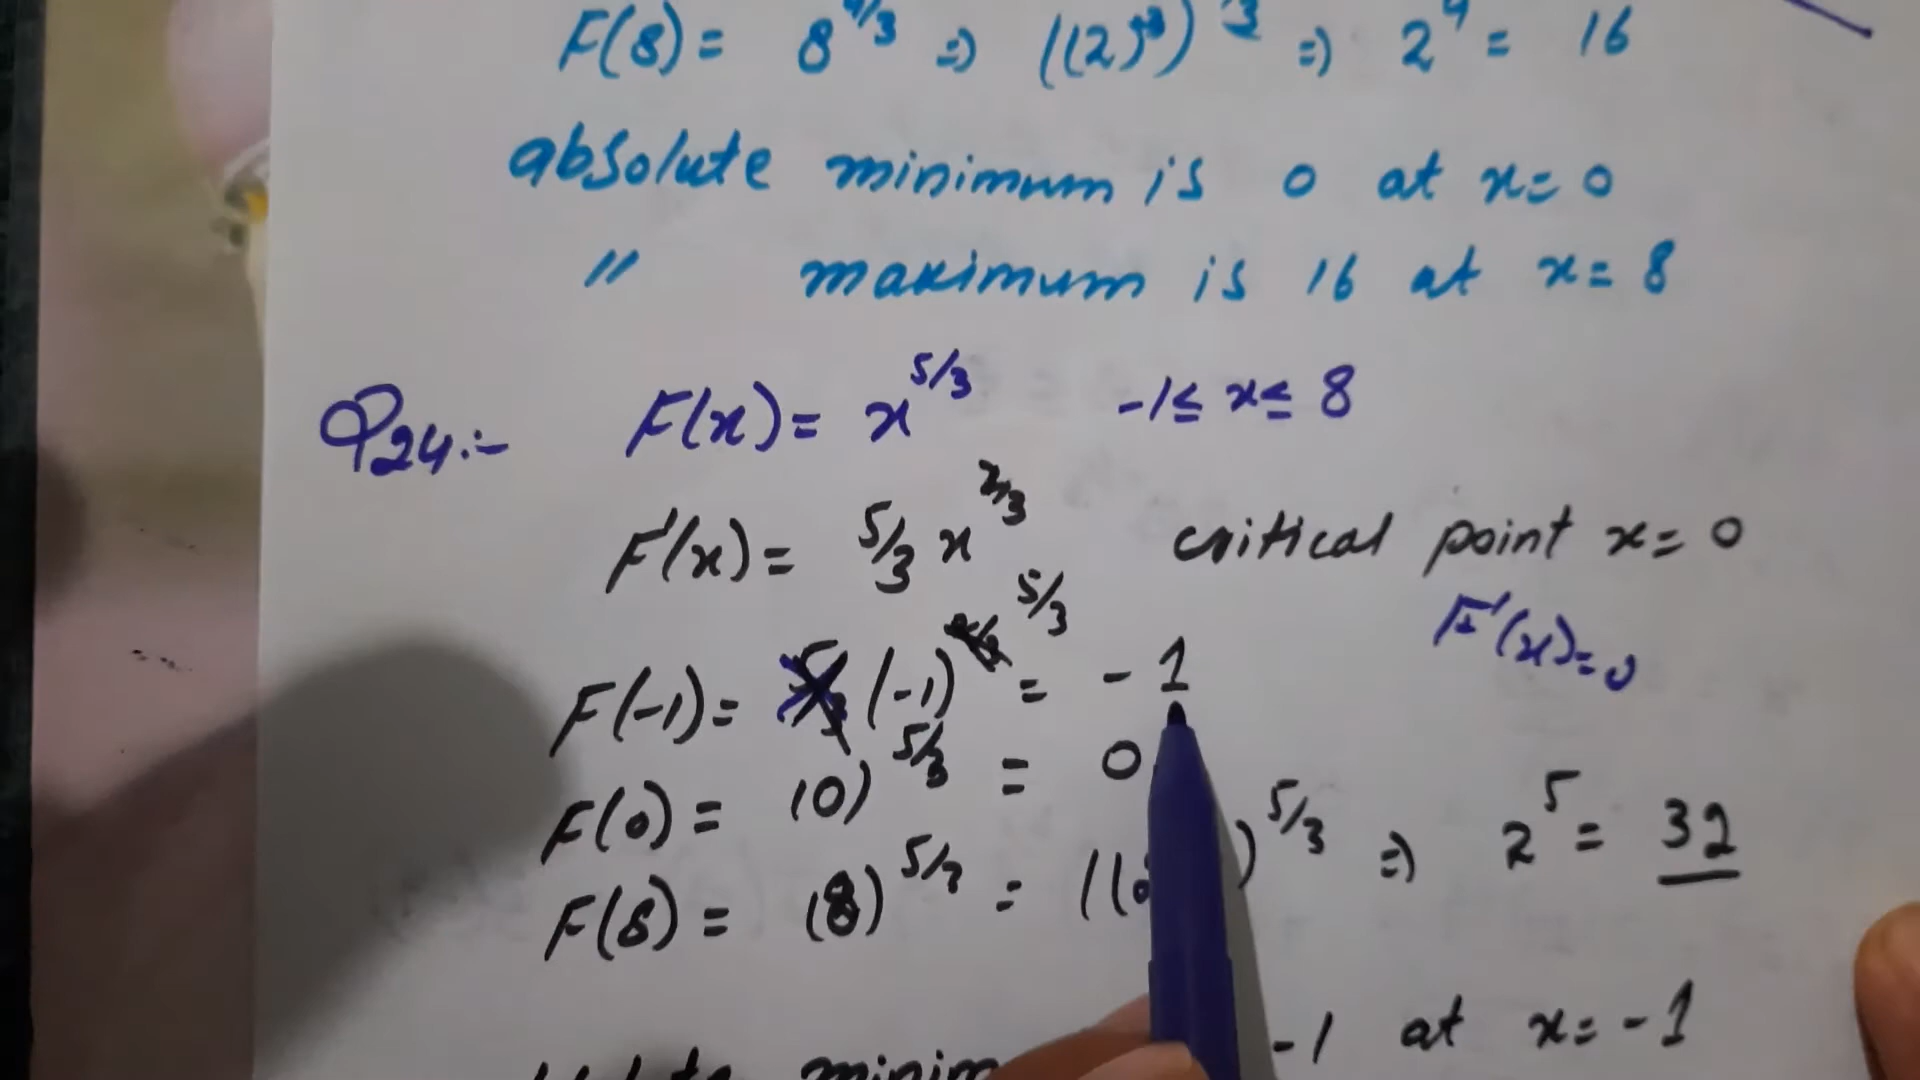 F(8) = 8^4/3 => ((2)^3)^4/3 => 2^4 = 16
absolute minimum is 0 at x = 0
" maximum is 16 at x = 8
Q24:- F(x) = x^5/3 -1 ≤ x ≤ 8
F'(x) = 5/3 x^2/3 critical point x = 0
F'(x) = 0
F(-1) = (-1)^5/3 = -1
F(0) = (0)^5/3 = 0
F(8) = (8)^5/3 = (( )^5/3 => 2^5 = 32
-1 at x = -1